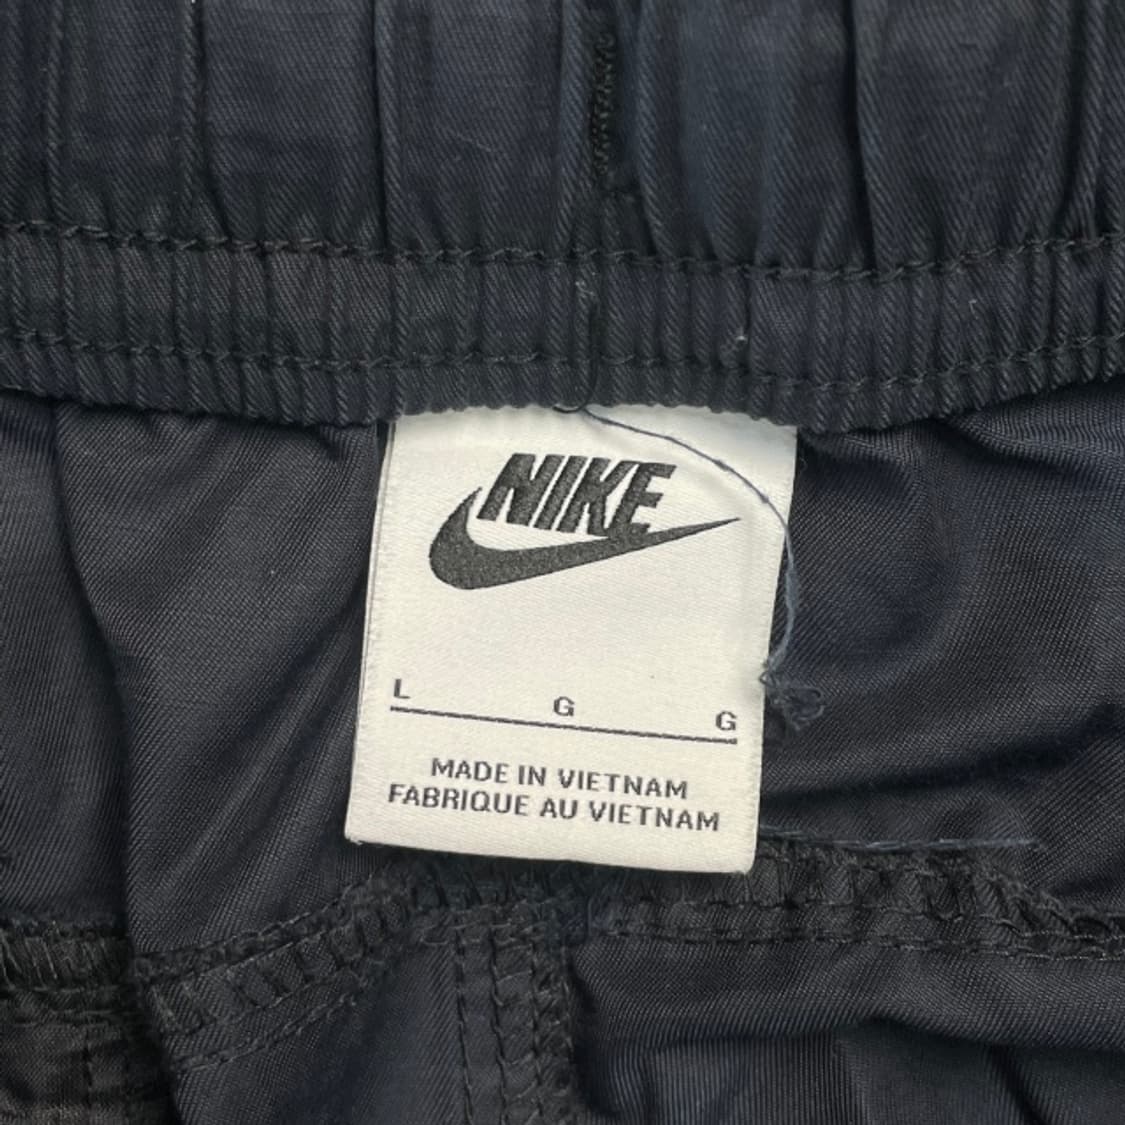 NIKE
L G G
MADE IN VIETNAM
FABRIQUE AU VIETNAM